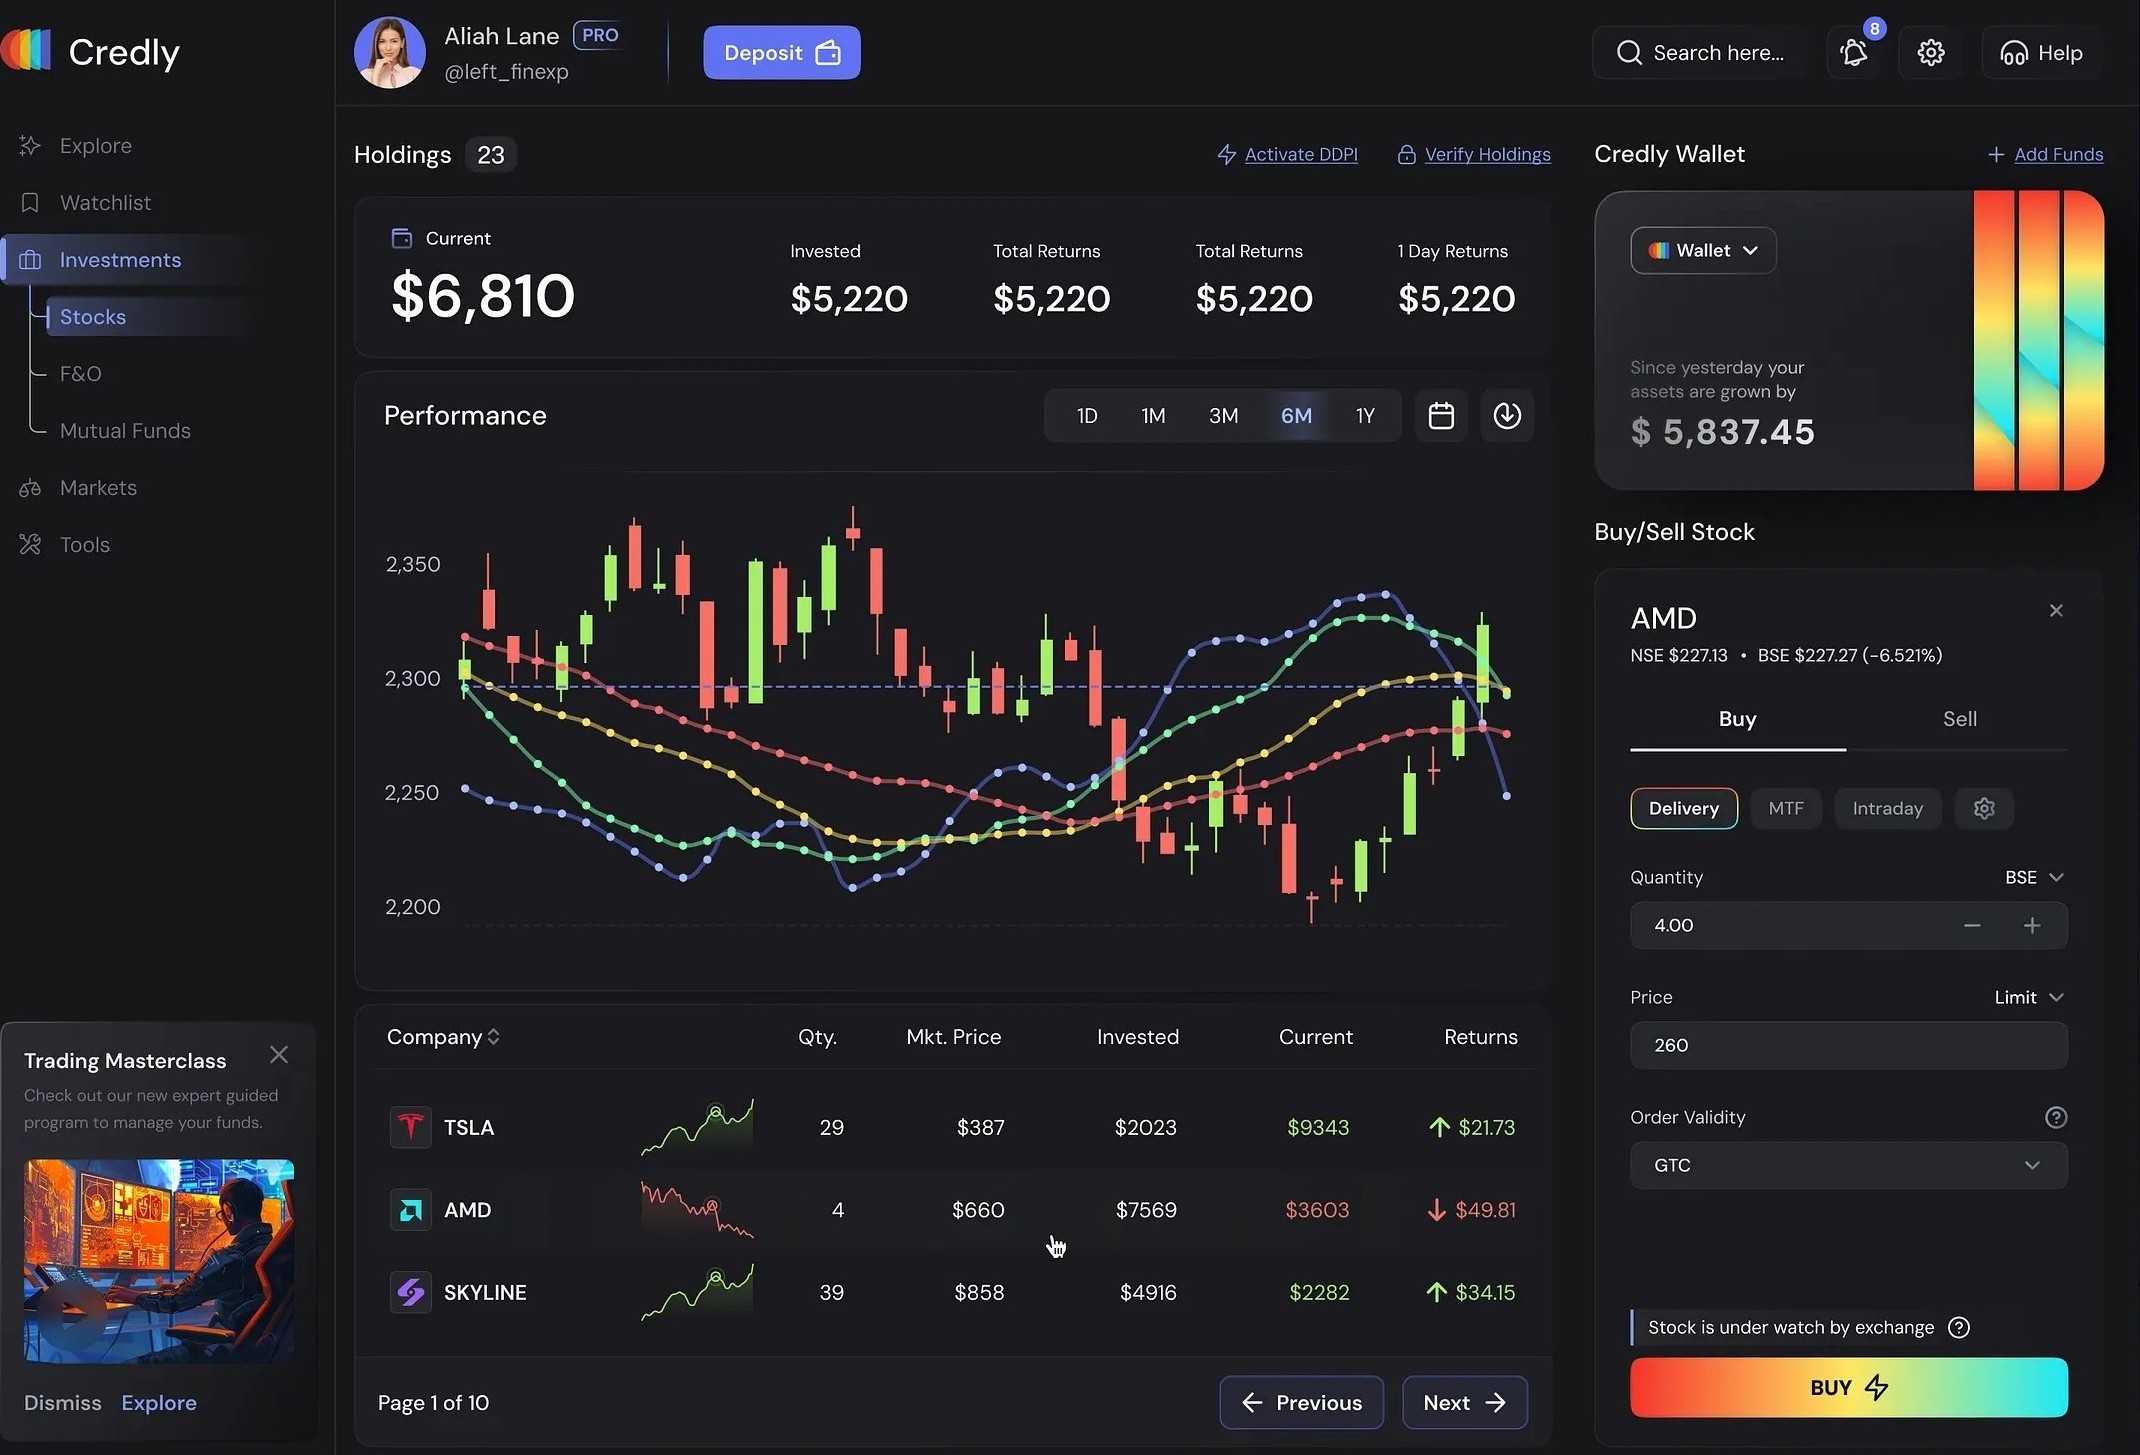 Credly
Explore
Watchlist
Investments
Stocks
F&O
Mutual Funds
Markets
Tools
Trading Masterclass
Check out our new expert guided
program to manage your funds.
Dismiss Explore
Aliah Lane PRO
@left_finexp
Deposit
Search here...
8
Help
Holdings 23
Activate DDPI
Verify Holdings
Current
$6,810
Invested
$5,220
Total Returns
$5,220
Total Returns
$5,220
1 Day Returns
$5,220
Performance
1D 1M 3M 6M 1Y
2,350
2,300
2,250
2,200
Company Qty. Mkt. Price Invested Current Returns
TSLA 29 $387 $2023 $9343 $21.73
AMD 4 $660 $7569 $3603 $49.81
SKYLINE 39 $858 $4916 $2282 $34.15
Page 1 of 10
Previous
Next
Credly Wallet
Add Funds
Wallet
Since yesterday your
assets are grown by
$ 5,837.45
Buy/Sell Stock
AMD
NSE $227.13 • BSE $227.27 (-6.521%)
Buy Sell
Delivery MTF Intraday
Quantity BSE
4.00
Price Limit
260
Order Validity
GTC
Stock is under watch by exchange
BUY